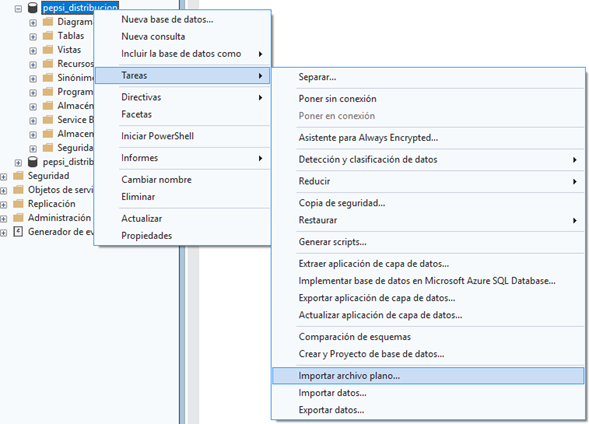 pepsi_distribucion
Diagrama
Tablas
Vistas
Recursos
Sinónim
Program
Almacén
Service B
Almacen
Segurida
pepsi_distrib
Seguridad
Objetos de servi
Replicación
Administración
Generador de ev
Nueva base de datos...
Nueva consulta
Incluir la base de datos como
Tareas
Directivas
Facetas
Iniciar PowerShell
Informes
Cambiar nombre
Eliminar
Actualizar
Propiedades
Separar...
Poner sin conexión
Poner en conexión
Asistente para Always Encrypted...
Detección y clasificación de datos
Reducir
Copia de seguridad...
Restaurar
Generar scripts...
Extraer aplicación de capa de datos...
Implementar base de datos en Microsoft Azure SQL Database...
Exportar aplicación de capa de datos...
Actualizar aplicación de capa de datos...
Comparación de esquemas
Crear y Proyecto de base de datos...
Importar archivo plano...
Importar datos...
Exportar datos...